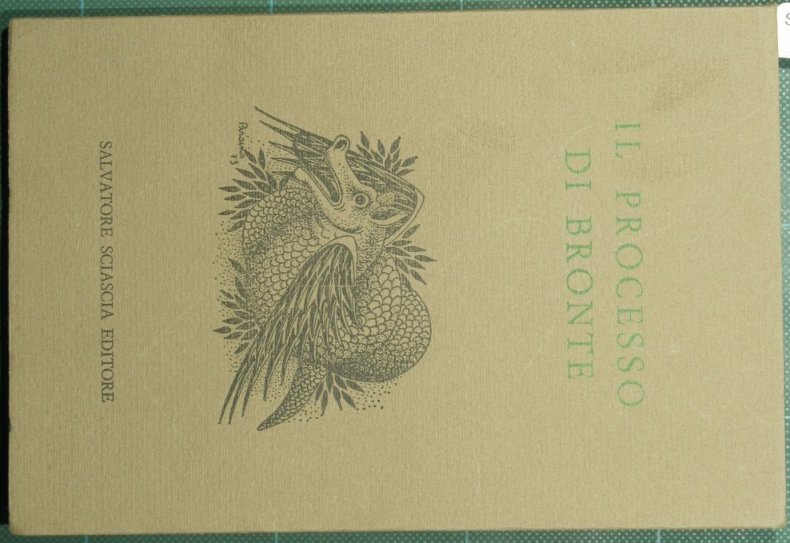 IL PROCESSO
DI BRONTE
SALVATORE SCIASCIA EDITORE